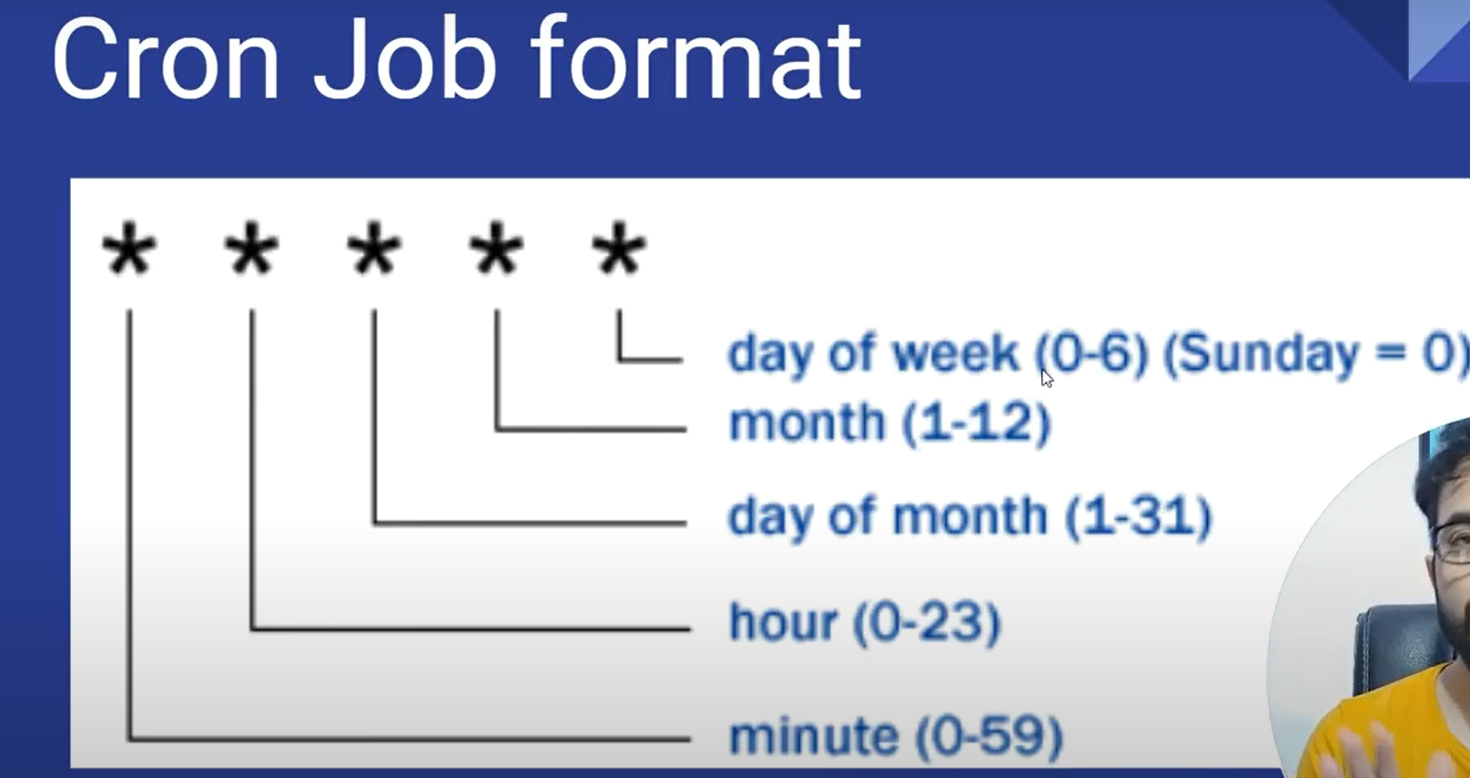 Cron Job format
* * * * *
day of week (0-6) (Sunday = 0)
month (1-12)
day of month (1-31)
hour (0-23)
minute (0-59)